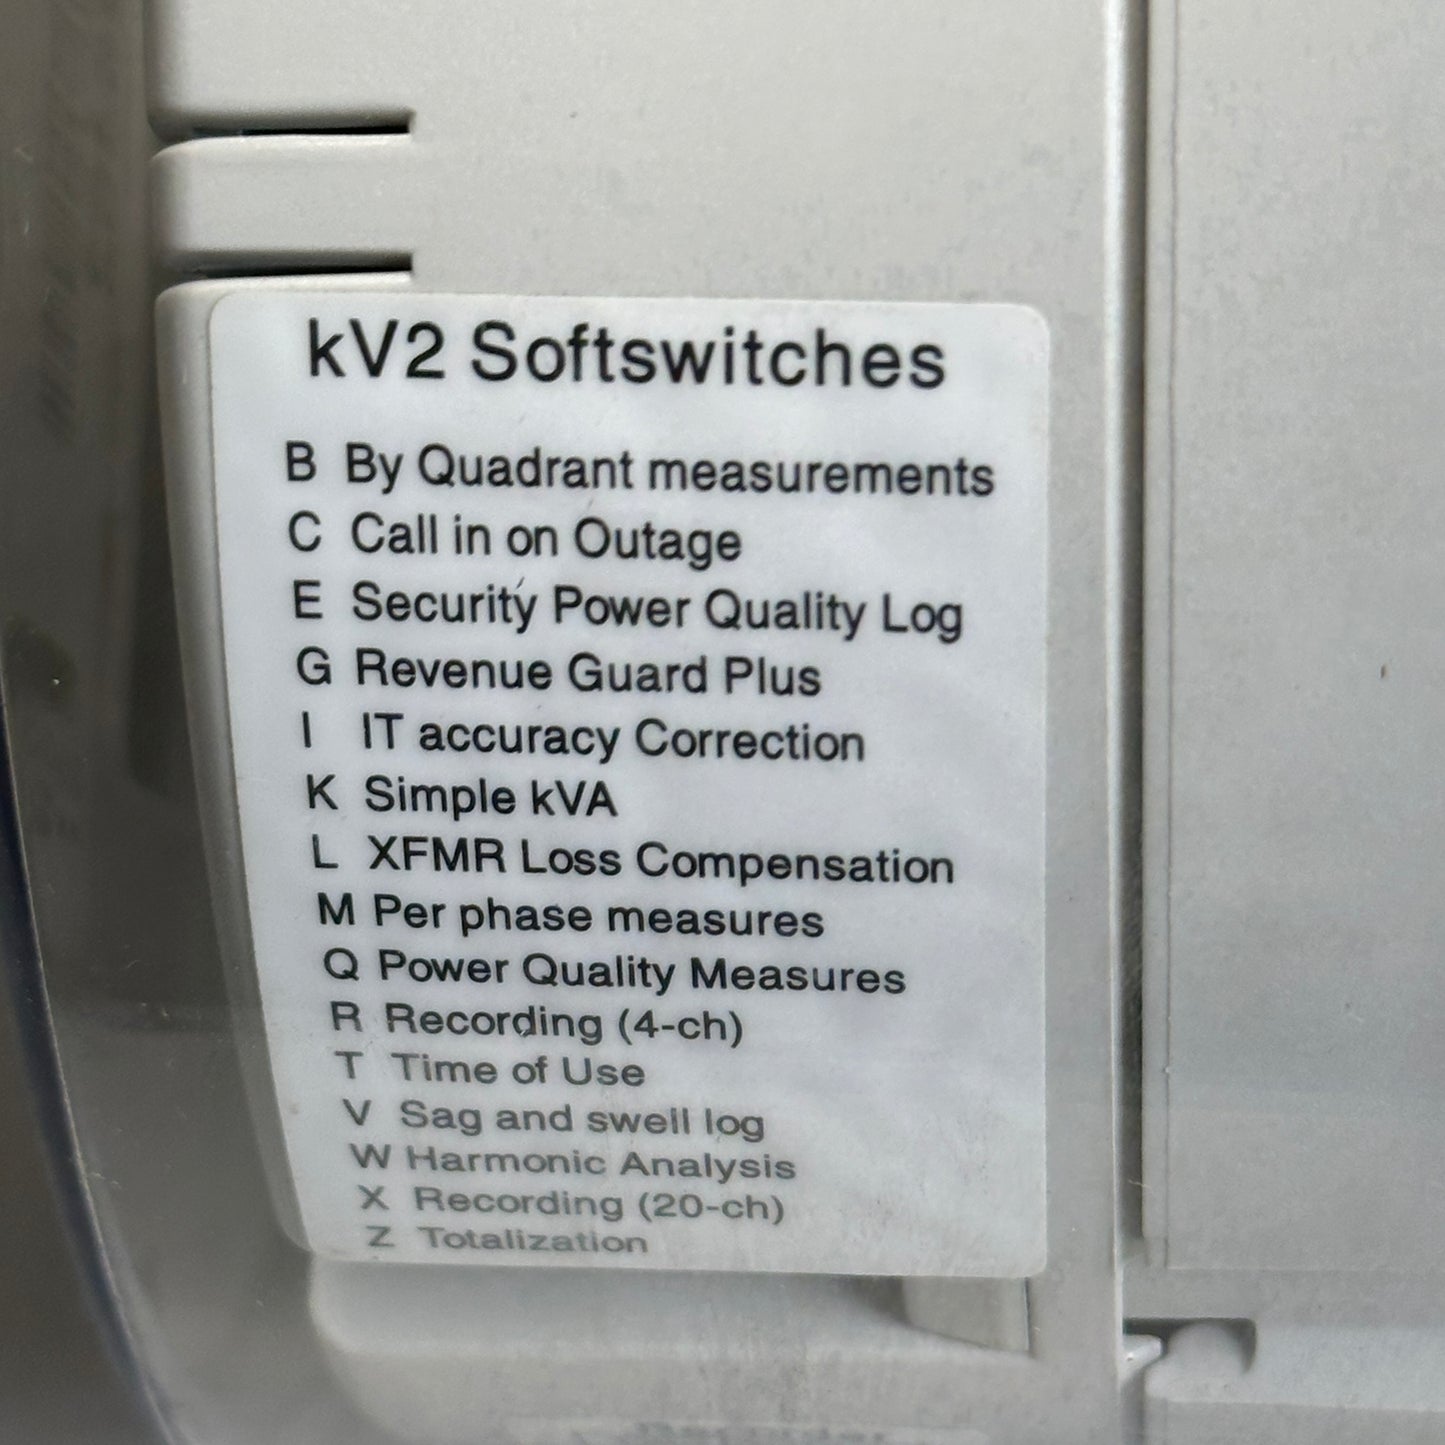 kV2 Softswitches
B By Quadrant measurements
C Call in on Outage
E Security Power Quality Log
G Revenue Guard Plus
I IT accuracy Correction
K Simple kVA
L XFMR Loss Compensation
M Per phase measures
Q Power Quality Measures
R Recording (4-ch)
T Time of Use
V Sag and swell log
W Harmonic Analysis
X Recording (20-ch)
Z Totalization